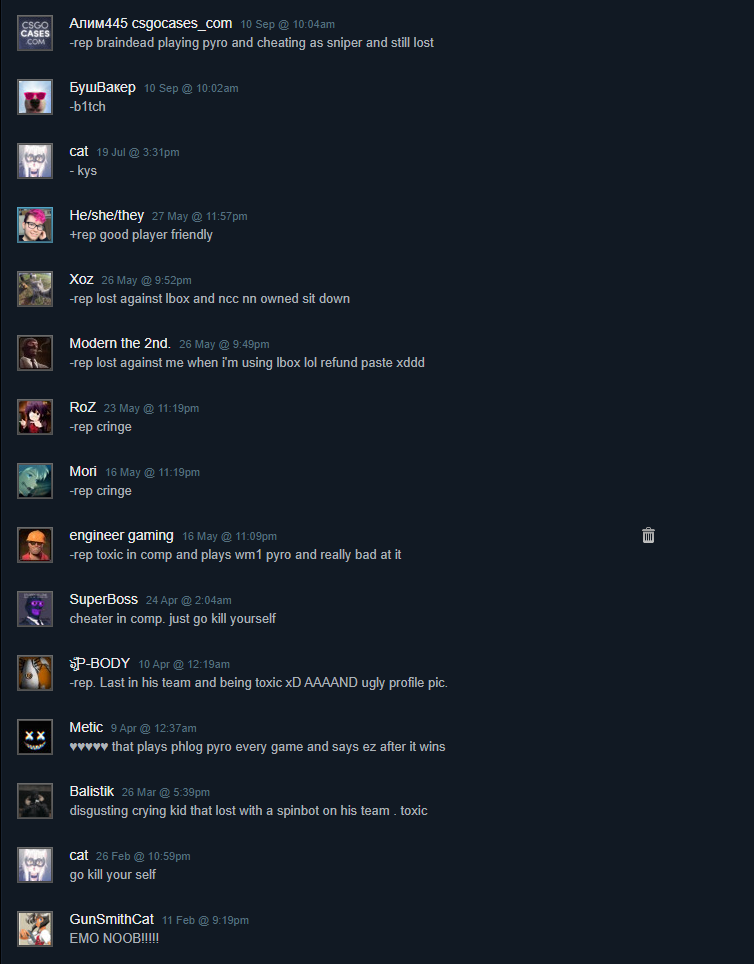 CSGO
CASES
.COM
Алим445 csgocases_com 10 Sep @ 10:04am
-rep braindead playing pyro and cheating as sniper and still lost
БушВакер 10 Sep @ 10:02am
-b1tch
cat 19 Jul @ 3:31pm
- kys
He/she/they 27 May @ 11:57pm
+rep good player friendly
Xoz 26 May @ 9:52pm
-rep lost against lbox and ncc nn owned sit down
Modern the 2nd. 26 May @ 9:49pm
-rep lost against me when i'm using lbox lol refund paste xddd
RoZ 23 May @ 11:19pm
-rep cringe
Mori 16 May @ 11:19pm
-rep cringe
engineer gaming 16 May @ 11:09pm
-rep toxic in comp and plays wm1 pyro and really bad at it
SuperBoss 24 Apr @ 2:04am
cheater in comp. just go kill yourself
P-BODY 10 Apr @ 12:19am
-rep. Last in his team and being toxic xD AAAAND ugly profile pic.
Metic 9 Apr @ 12:37am
♥♥♥♥♥ that plays phlog pyro every game and says ez after it wins
Balistik 26 Mar @ 5:39pm
disgusting crying kid that lost with a spinbot on his team . toxic
cat 26 Feb @ 10:59pm
go kill your self
GunSmithCat 11 Feb @ 9:19pm
EMO NOOB!!!!!